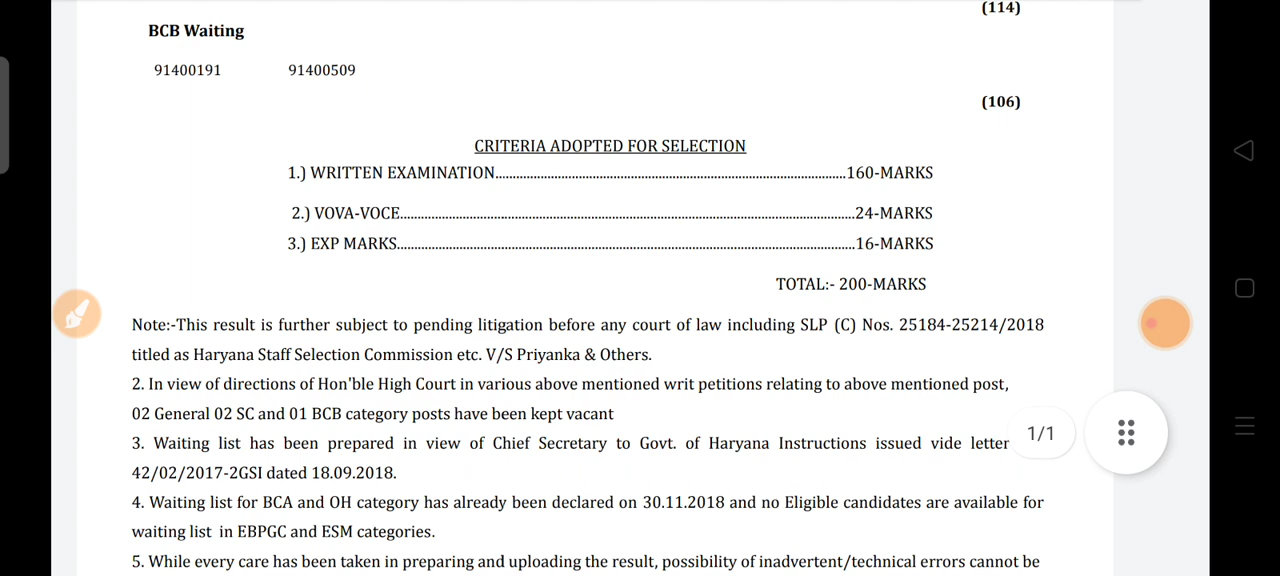 (114)
BCB Waiting
91400191 91400509
(106)
CRITERIA ADOPTED FOR SELECTION
1.) WRITTEN EXAMINATION..........................................................................................160-MARKS
2.) VOVA-VOCE.....................................................................................................................24-MARKS
3.) EXP MARKS......................................................................................................................16-MARKS
TOTAL:- 200-MARKS
Note:-This result is further subject to pending litigation before any court of law including SLP (C) Nos. 25184-25214/2018
titled as Haryana Staff Selection Commission etc. V/S Priyanka & Others.
2. In view of directions of Hon'ble High Court in various above mentioned writ petitions relating to above mentioned post,
02 General 02 SC and 01 BCB category posts have been kept vacant
3. Waiting list has been prepared in view of Chief Secretary to Govt. of Haryana Instructions issued vide letter
1/1
42/02/2017-2GSI dated 18.09.2018.
4. Waiting list for BCA and OH category has already been declared on 30.11.2018 and no Eligible candidates are available for
waiting list in EBPGC and ESM categories.
5. While every care has been taken in preparing and uploading the result, possibility of inadvertent/technical errors cannot be